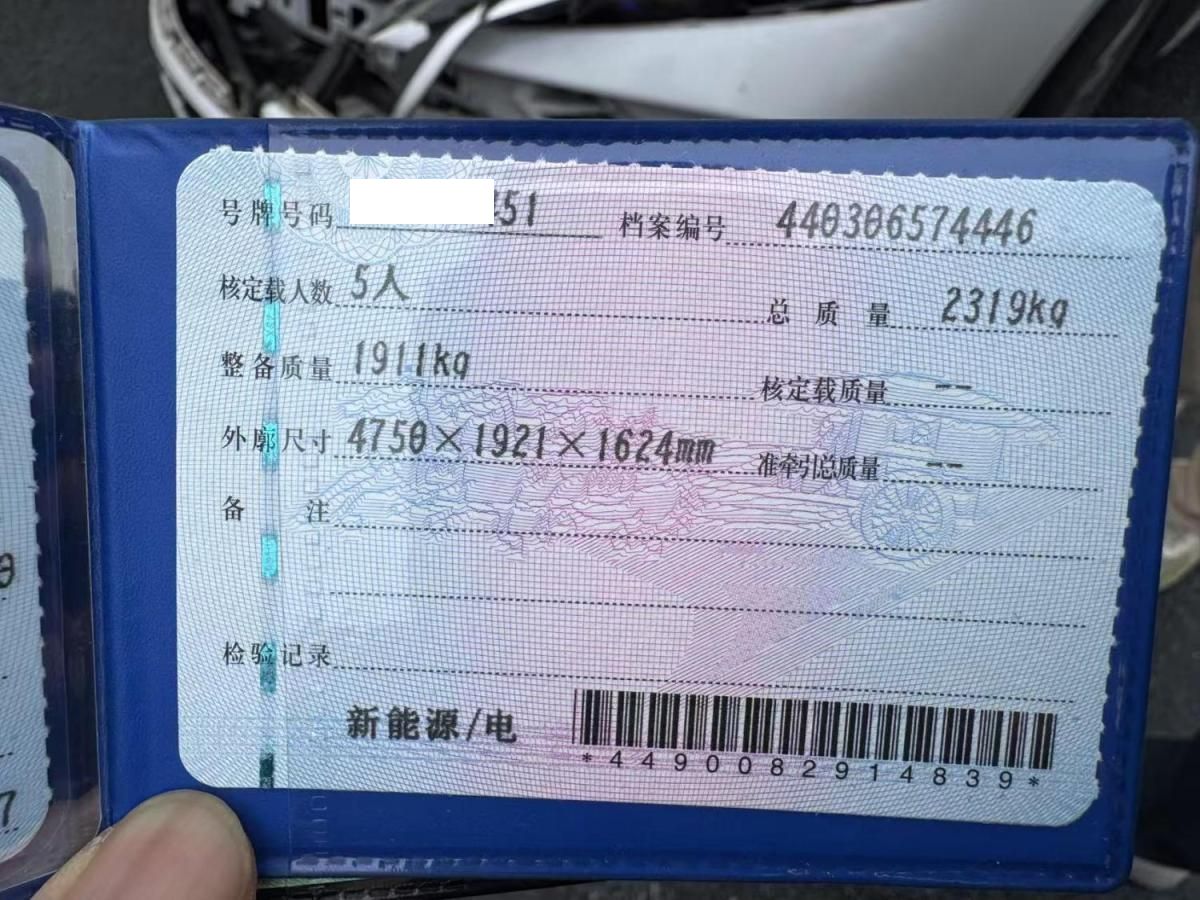 号牌号码 51 档案编号 440306574446
核定载人数 5人 总质量 2319kg
整备质量 1911kg 核定载质量 --
外廓尺寸 4750×1921×1624mm 准牵引总质量 --
备注
检验记录
新能源/电
*4490082914839*